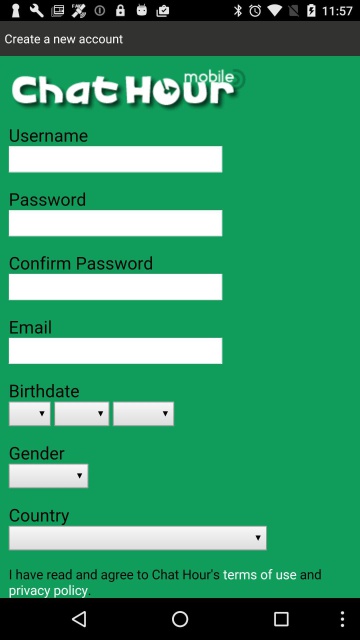 11:57
Create a new account
Chat Hour mobile
Username
Password
Confirm Password
Email
Birthdate
Gender
Country
I have read and agree to Chat Hour's terms of use and
privacy policy.